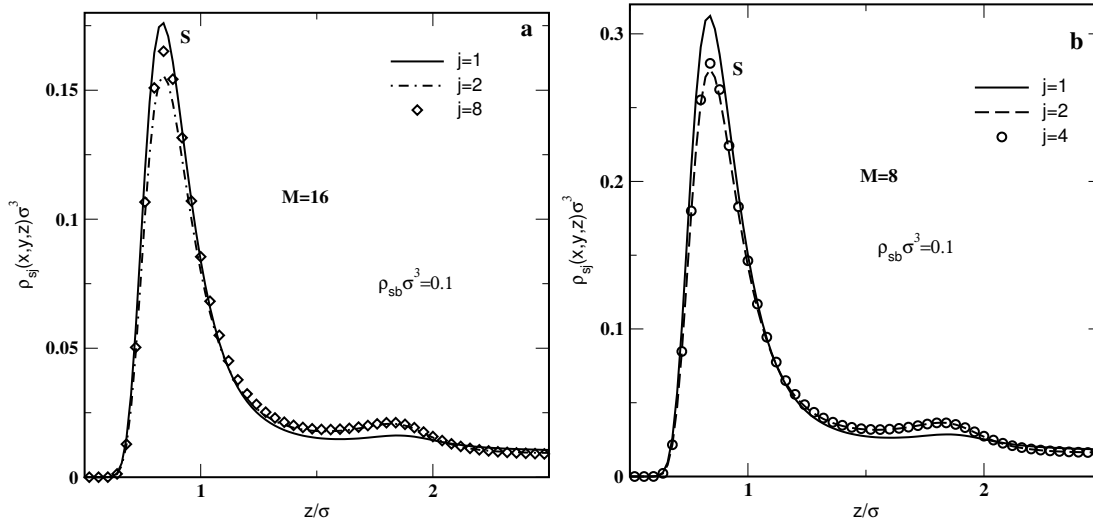 a
S
j=1
j=2
j=8
M=16
ρsbσ³=0.1
ρsj(x,y,z)σ³
0.15
0.1
0.05
0
1
2
z/σ
b
S
j=1
j=2
j=4
M=8
ρsbσ³=0.1
ρsj(x,y,z)σ³
0.3
0.2
0.1
0
1
2
z/σ